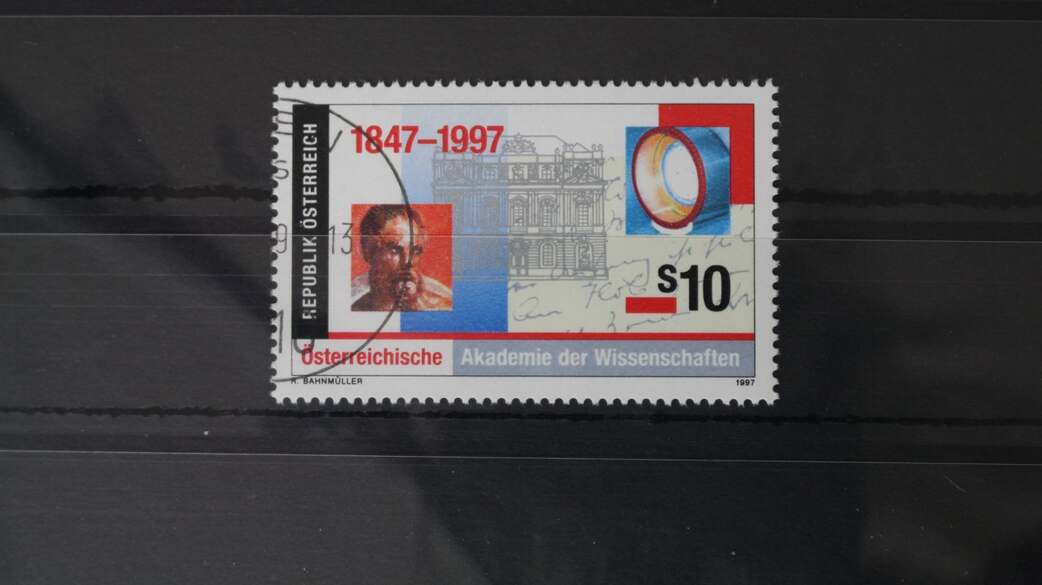 REPUBLIK ÖSTERREICH
1847–1997
S10
Österreichische Akademie der Wissenschaften
R. BAHNMÜLLER
1997